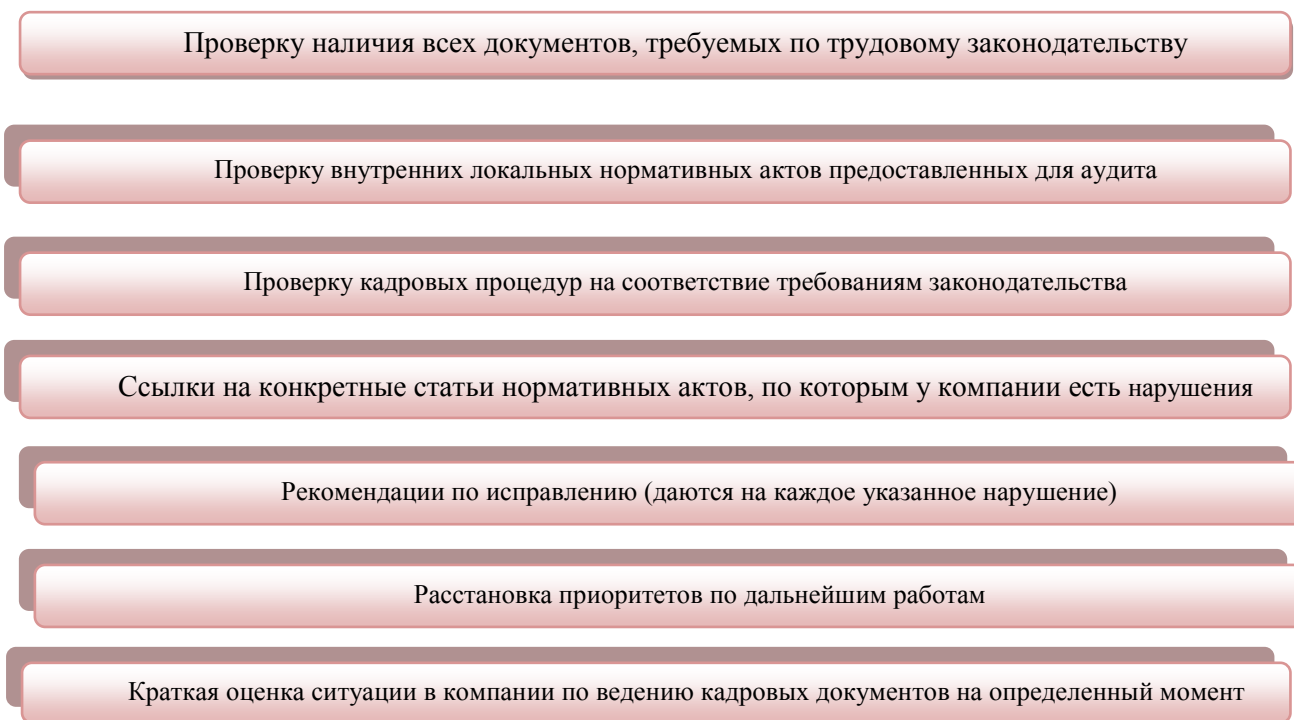 Проверку наличия всех документов, требуемых по трудовому законодательству
Проверку внутренних локальных нормативных актов предоставленных для аудита
Проверку кадровых процедур на соответствие требованиям законодательства
Ссылки на конкретные статьи нормативных актов, по которым у компании есть нарушения
Рекомендации по исправлению (даются на каждое указанное нарушение)
Расстановка приоритетов по дальнейшим работам
Краткая оценка ситуации в компании по ведению кадровых документов на определенный момент